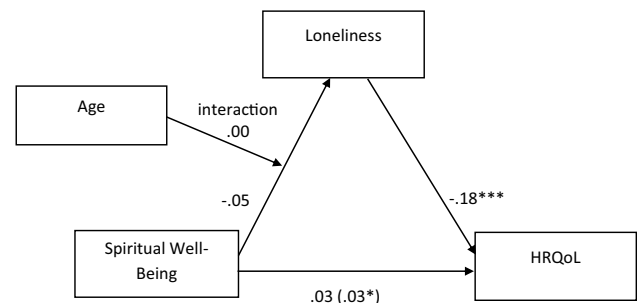 Loneliness
Age
interaction
.00
-.05
-.18***
Spiritual Well-
Being
HRQoL
.03 (.03*)